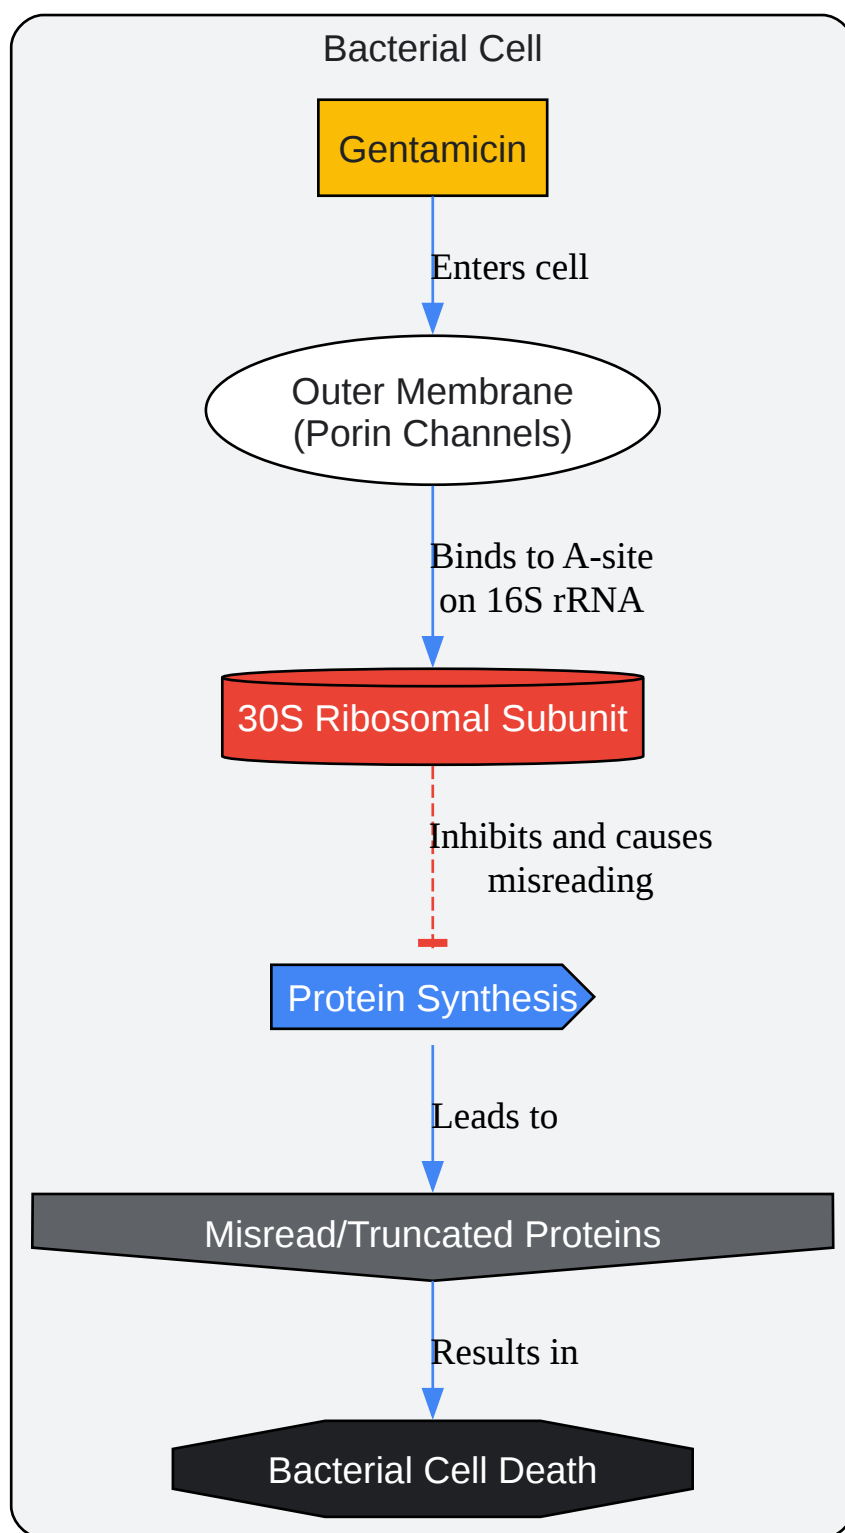 Bacterial Cell
Gentamicin
Enters cell
Outer Membrane
(Porin Channels)
Binds to A-site
on 16S rRNA
30S Ribosomal Subunit
Inhibits and causes
misreading
Protein Synthesis
Leads to
Misread/Truncated Proteins
Results in
Bacterial Cell Death